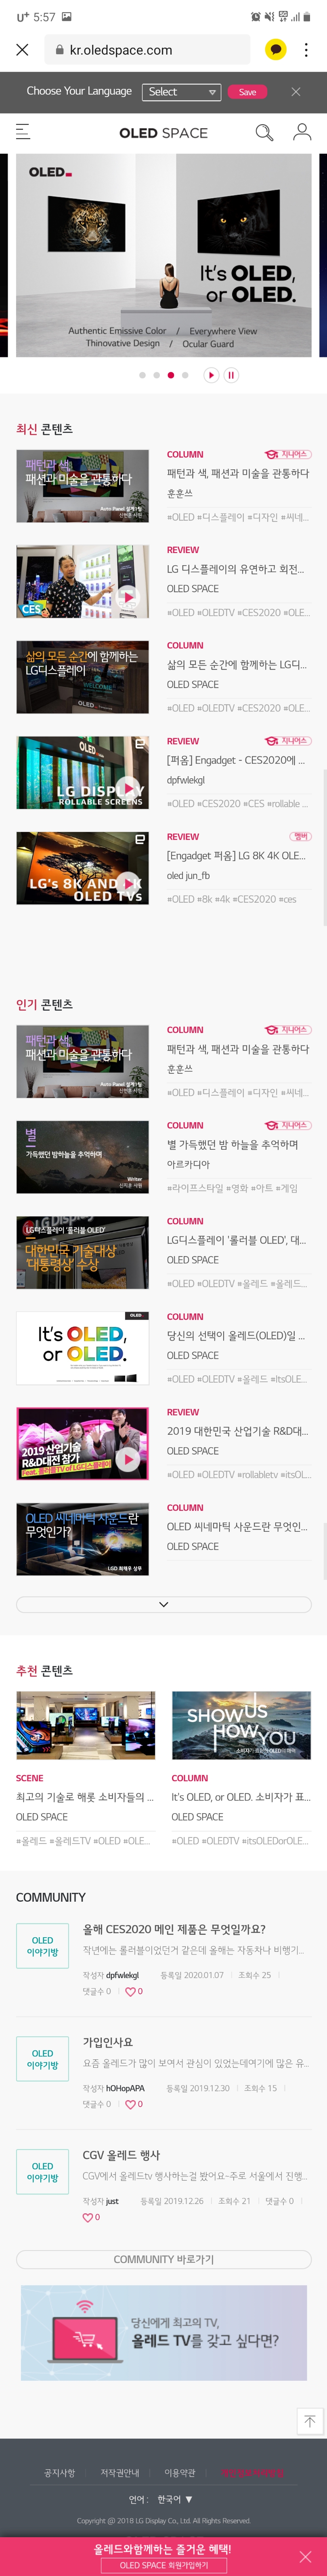 U+ 5:57
kr.oledspace.com
Choose Your Language
Select
Save
OLED SPACE
OLED
It's OLED,
or OLED.
Authentic Emissive Color / Everywhere View
Thinovative Design / Ocular Guard
최신 콘텐츠
패턴과 색,
패션과 미술을 관통하다
COLUMN
지니어스
패턴과 색, 패션과 미술을 관통하다
훈훈쓰
#OLED #디스플레이 #디자인 #씨네...
CES
REVIEW
LG 디스플레이의 유연하고 회전...
OLED SPACE
#OLED #OLEDTV #CES2020 #OLE...
삶의 모든 순간에 함께하는
LG디스플레이
WELCOME
OLED
COLUMN
삶의 모든 순간에 함께하는 LG디...
OLED SPACE
#OLED #OLEDTV #CES2020 #OLE...
OLED
LG DISPLAY
ROLLABLE SCREENS
REVIEW
지니어스
[퍼옴] Engadget - CES2020에 ...
dpfwlekgl
#OLED #CES2020 #CES #rollable ...
LG's 8K AND 4K
OLED TVs
REVIEW
멤버
[Engadget 퍼옴] LG 8K 4K OLE...
oled jun_fb
#OLED #8k #4k #CES2020 #ces
인기 콘텐츠
패턴과 색,
패션과 미술을 관통하다
COLUMN
지니어스
패턴과 색, 패션과 미술을 관통하다
훈훈쓰
#OLED #디스플레이 #디자인 #씨네...
별
가득했던 밤하늘을 추억하며
Writer
COLUMN
지니어스
별 가득했던 밤 하늘을 추억하며
아르카디아
#라이프스타일 #영화 #아트 #게임
LG디스플레이 '롤러블 OLED'
대한민국 기술대상
'대통령상' 수상
COLUMN
LG디스플레이 '롤러블 OLED', 대...
OLED SPACE
#OLED #OLEDTV #올레드 #올레드...
OLED
It's OLED,
or OLED.
COLUMN
당신의 선택이 올레드(OLED)일 ...
OLED SPACE
#OLED #OLEDTV #올레드 #ItsOLE...
2019 산업기술
R&D대전 참가
Feat. 롤러블TV of LG디스플레이
REVIEW
2019 대한민국 산업기술 R&D대...
OLED SPACE
#OLED #OLEDTV #rollabletv #itsOL...
OLED 씨네마틱 사운드란
무엇인가?
LGD 최재우 상무
COLUMN
OLED 씨네마틱 사운드란 무엇인...
OLED SPACE
추천 콘텐츠
SCENE
최고의 기술로 해롯 소비자들의 ...
OLED SPACE
#올레드 #올레드TV #OLED #OLE...
SHOW US
HOW YOU
COLUMN
It's OLED, or OLED. 소비자가 표...
OLED SPACE
#OLED #OLEDTV #itsOLEDorOLE...
COMMUNITY
OLED
이야기방
올해 CES2020 메인 제품은 무엇일까요?
작년에는 롤러블이었던거 같은데 올해는 자동차나 비행기...
작성자 dpfwlekgl 등록일 2020.01.07 조회수 25
댓글수 0 0
OLED
이야기방
가입인사요
요즘 올레드가 많이 보여서 관심이 있었는데여기에 많은 유...
작성자 hOHopAPA 등록일 2019.12.30 조회수 15
댓글수 0 0
OLED
이야기방
CGV 올레드 행사
CGV에서 올레드tv 행사하는걸 봤어요~주로 서울에서 진행...
작성자 just 등록일 2019.12.26 조회수 21 댓글수 0
0
COMMUNITY 바로가기
당신에게 최고의 TV,
올레드 TV를 갖고 싶다면?
공지사항 저작권안내 이용약관 개인정보처리방침
언어 : 한국어 ▼
Copyright @ 2018 LG Display Co., Ltd. All Rights Reserved.
올레드와함께하는 즐거운 혜택!
OLED SPACE 회원가입하기